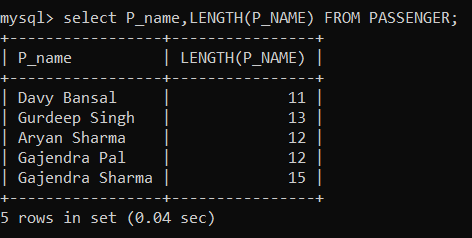 mysql> select P_name,LENGTH(P_NAME) FROM PASSENGER;
+-----------------+----------------+
| P_name          | LENGTH(P_NAME) |
+-----------------+----------------+
| Davy Bansal     |             11 |
| Gurdeep Singh   |             13 |
| Aryan Sharma    |             12 |
| Gajendra Pal    |             12 |
| Gajendra Sharma |             15 |
+-----------------+----------------+
5 rows in set (0.04 sec)